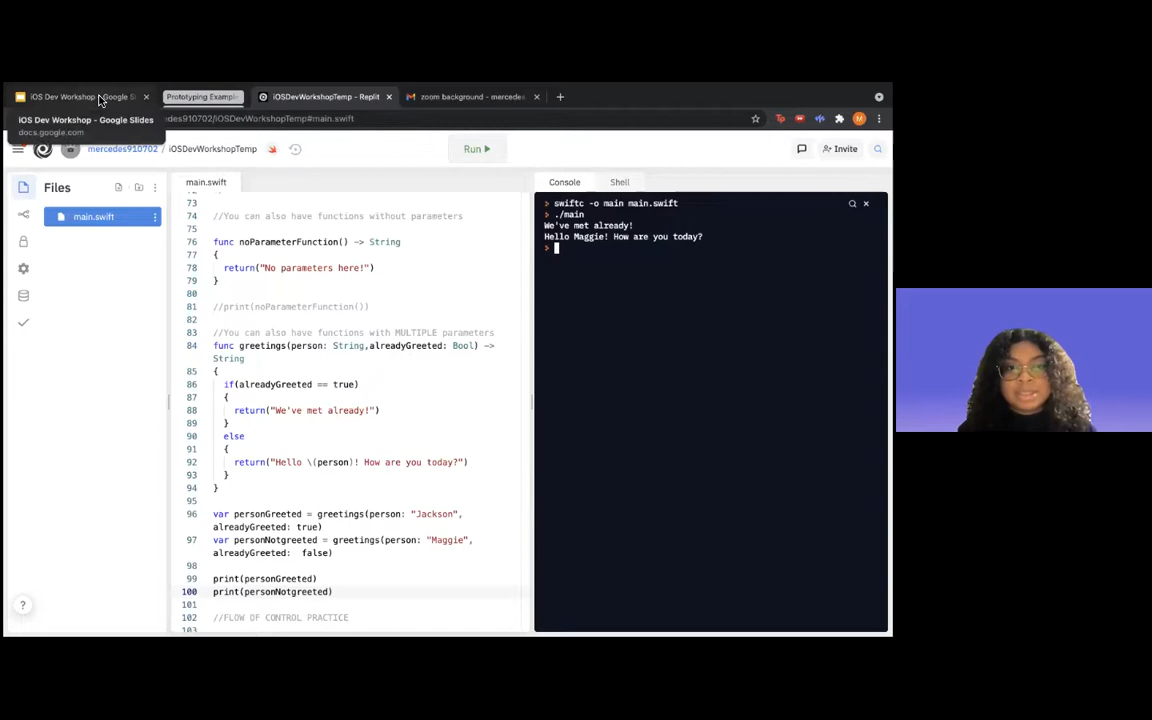 iOS Dev Workshop - Google Sl
Prototyping Example
iOSDevWorkshopTemp - Replit
zoom background - mercedes
iOS Dev Workshop - Google Slides
docs.google.com
des910702/iOSDevWorkshopTemp#main.swift
mercedes910702 / iOSDevWorkshopTemp
Run
Invite
Files
main.swift
main.swift
73
74 //You can also have functions without parameters
75
76 func noParameterFunction() -> String
77 {
78 return("No parameters here!")
79 }
80
81 //print(noParameterFunction())
82
83 //You can also have functions with MULTIPLE parameters
84 func greetings(person: String,alreadyGreeted: Bool) ->
String
85 {
86 if(alreadyGreeted == true)
87 {
88 return("We've met already!")
89 }
90 else
91 {
92 return("Hello \(person)! How are you today?")
93 }
94 }
95
96 var personGreeted = greetings(person: "Jackson",
alreadyGreeted: true)
97 var personNotgreeted = greetings(person: "Maggie",
alreadyGreeted: false)
98
99 print(personGreeted)
100 print(personNotgreeted)
101
102 //FLOW OF CONTROL PRACTICE
103
Console
Shell
> swiftc -o main main.swift
> ./main
We've met already!
Hello Maggie! How are you today?
>
?